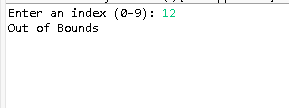 Enter an index (0-9): 12
Out of Bounds